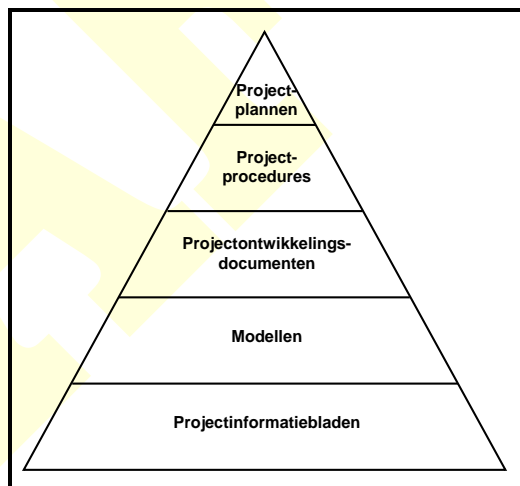 Project-
plannen
Project-
procedures
Projectontwikkelings-
documenten
Modellen
Projectinformatiebladen